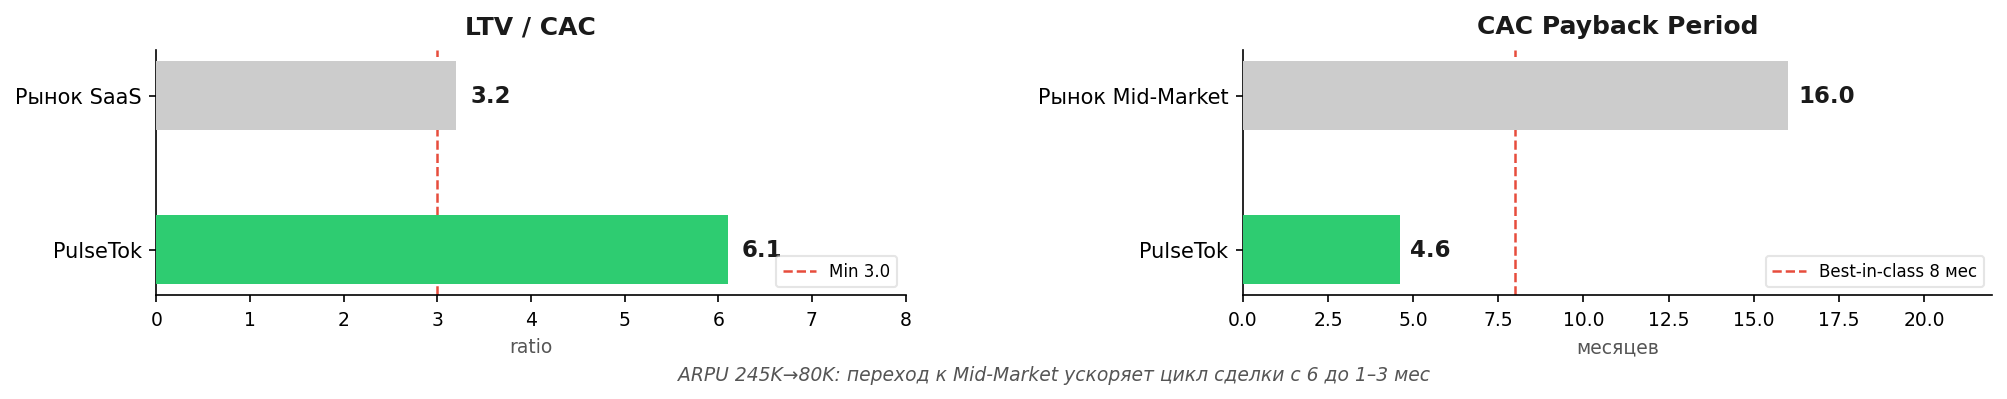 LTV / CAC
Рынок SaaS
3.2
PulseTok
6.1
Min 3.0
0 1 2 3 4 5 6 7 8
ratio
CAC Payback Period
Рынок Mid-Market
16.0
PulseTok
4.6
Best-in-class 8 мес
0.0 2.5 5.0 7.5 10.0 12.5 15.0 17.5 20.0
месяцев
ARPU 245K→80K: переход к Mid-Market ускоряет цикл сделки с 6 до 1–3 мес